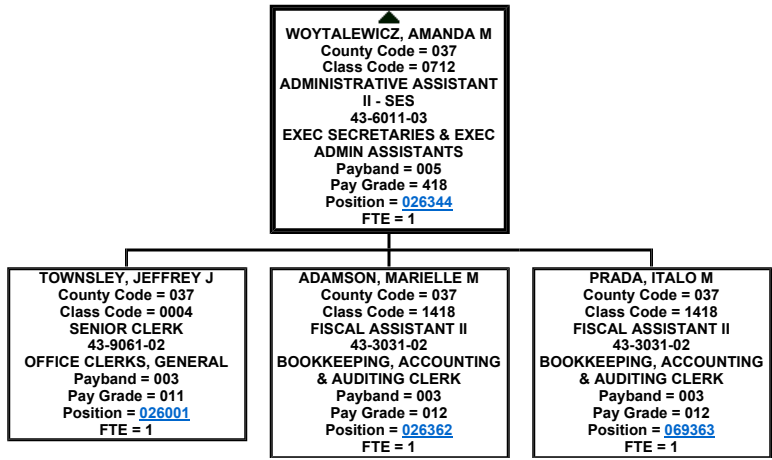 WOYTALEWICZ, AMANDA M
County Code = 037
Class Code = 0712
ADMINISTRATIVE ASSISTANT
II - SES
43-6011-03
EXEC SECRETARIES & EXEC
ADMIN ASSISTANTS
Payband = 005
Pay Grade = 418
Position = 026344
FTE = 1
TOWNSLEY, JEFFREY J
County Code = 037
Class Code = 0004
SENIOR CLERK
43-9061-02
OFFICE CLERKS, GENERAL
Payband = 003
Pay Grade = 011
Position = 026001
FTE = 1
ADAMSON, MARIELLE M
County Code = 037
Class Code = 1418
FISCAL ASSISTANT II
43-3031-02
BOOKKEEPING, ACCOUNTING
& AUDITING CLERK
Payband = 003
Pay Grade = 012
Position = 026362
FTE = 1
PRADA, ITALO M
County Code = 037
Class Code = 1418
FISCAL ASSISTANT II
43-3031-02
BOOKKEEPING, ACCOUNTING
& AUDITING CLERK
Payband = 003
Pay Grade = 012
Position = 069363
FTE = 1